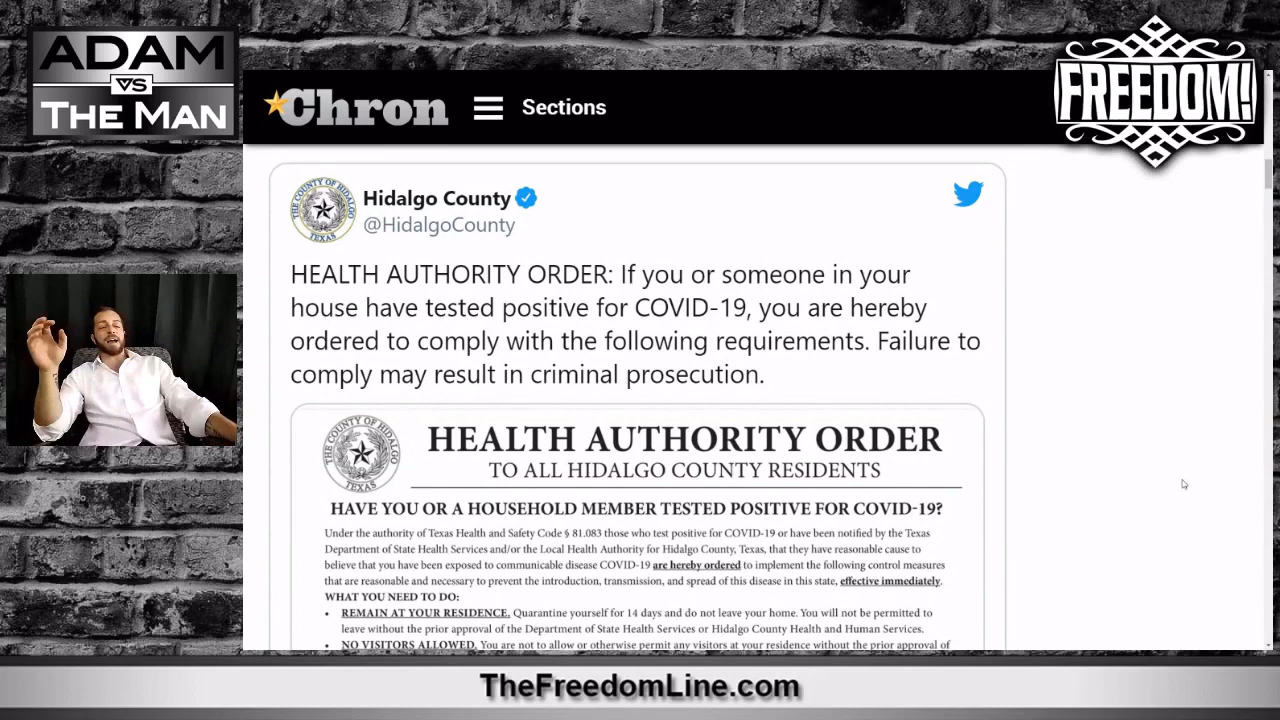 ADAM
VS
THE MAN
FREEDOM!
Chron
Sections
THE COUNTY OF HIDALGO
TEXAS
Hidalgo County
@HidalgoCounty
HEALTH AUTHORITY ORDER: If you or someone in your
house have tested positive for COVID-19, you are hereby
ordered to comply with the following requirements. Failure to
comply may result in criminal prosecution.
THE COUNTY OF HIDALGO
TEXAS
HEALTH AUTHORITY ORDER
TO ALL HIDALGO COUNTY RESIDENTS
HAVE YOU OR A HOUSEHOLD MEMBER TESTED POSITIVE FOR COVID-19?
Under the authority of Texas Health and Safety Code § 81.083 those who test positive for COVID-19 or have been notified by the Texas
Department of State Health Services and/or the Local Health Authority for Hidalgo County, Texas, that they have reasonable cause to
believe that you have been exposed to communicable disease COVID-19 are hereby ordered to implement the following control measures
that are reasonable and necessary to prevent the introduction, transmission, and spread of this disease in this state, effective immediately.
WHAT YOU NEED TO DO:
• REMAIN AT YOUR RESIDENCE. Quarantine yourself for 14 days and do not leave your home. You will not be permitted to
leave without the prior approval of the Department of State Health Services or Hidalgo County Health and Human Services.
• NO VISITORS ALLOWED. You are not to allow or otherwise permit any visitors at your residence without the prior approval of
TheFreedomLine.com